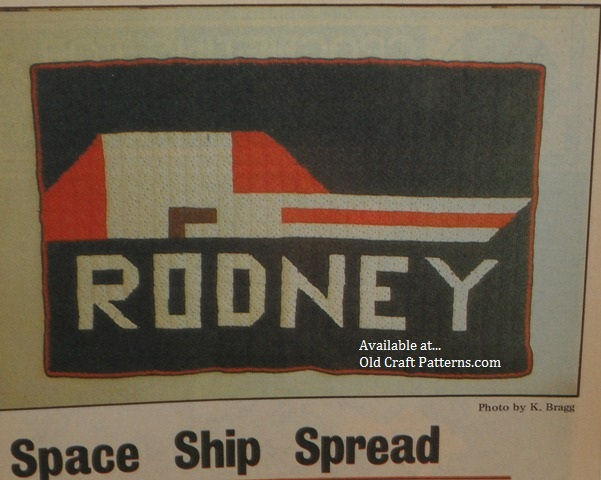 RODNEY
Available at...
Old Craft Patterns.com
Photo by K. Bragg
Space Ship Spread